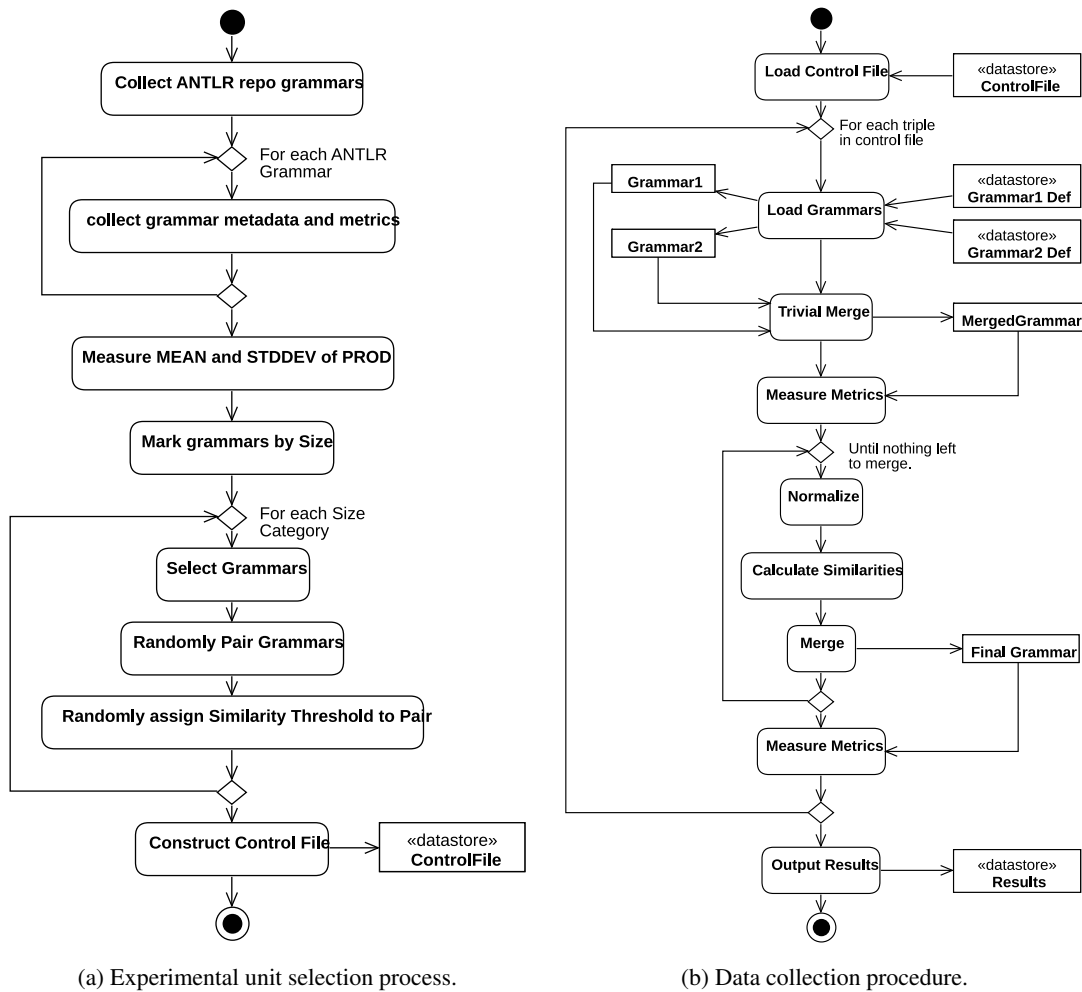 Collect ANTLR repo grammars
For each ANTLR
Grammar
collect grammar metadata and metrics
Measure MEAN and STDDEV of PROD
Mark grammars by Size
For each Size
Category
Select Grammars
Randomly Pair Grammars
Randomly assign Similarity Threshold to Pair
Construct Control File
«datastore»
ControlFile
(a) Experimental unit selection process.
Load Control File
«datastore»
ControlFile
For each triple
in control file
Grammar1
Load Grammars
«datastore»
Grammar1 Def
Grammar2
«datastore»
Grammar2 Def
Trivial Merge
MergedGrammar
Measure Metrics
Until nothing left
to merge.
Normalize
Calculate Similarities
Merge
Final Grammar
Measure Metrics
Output Results
«datastore»
Results
(b) Data collection procedure.